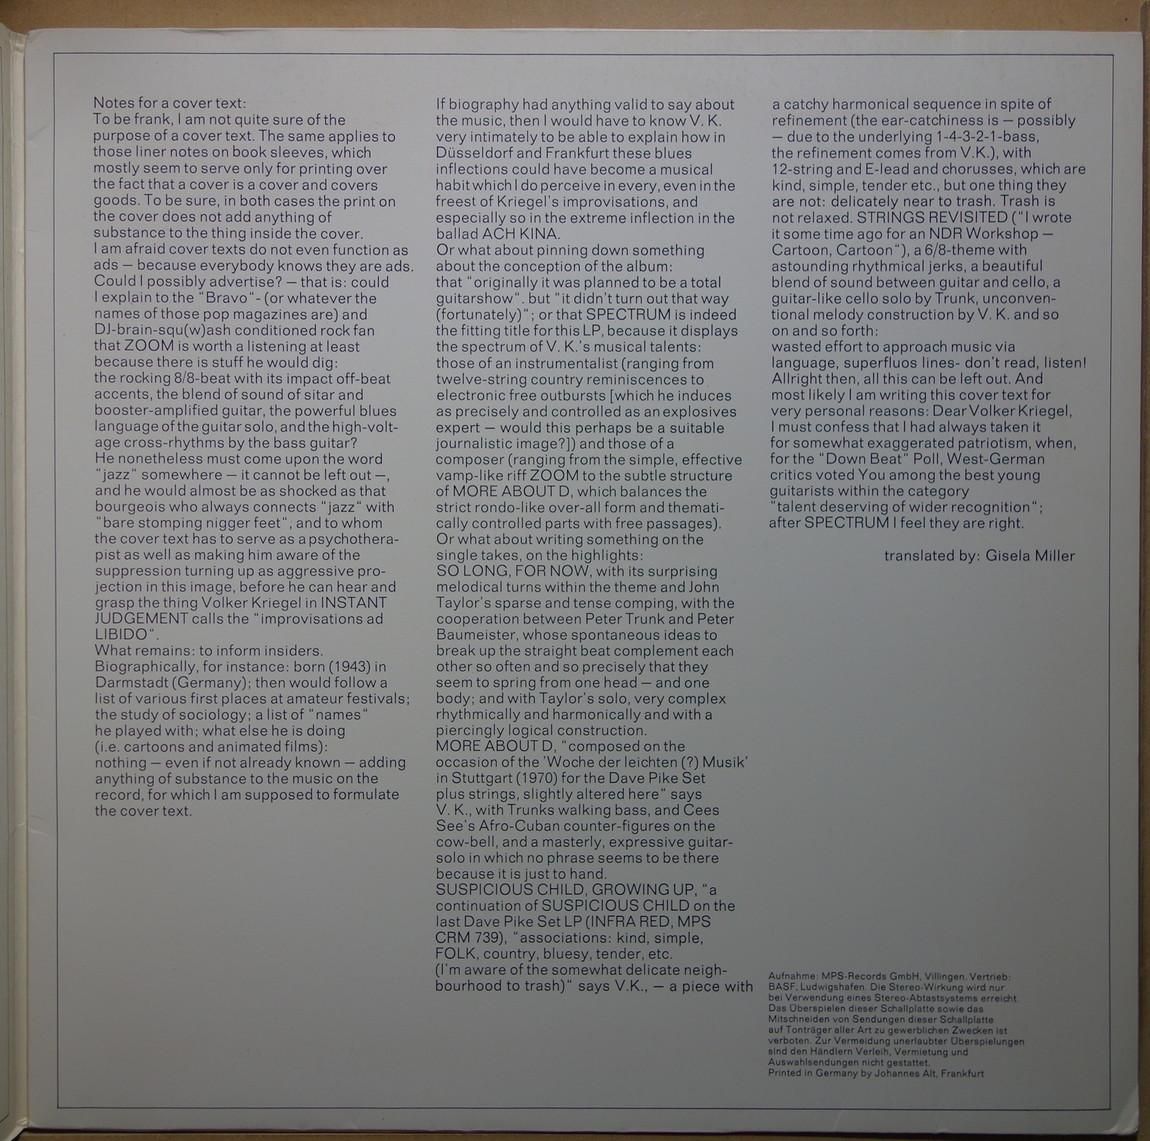 Notes for a cover text:
To be frank, I am not quite sure of the
purpose of a cover text. The same applies to
those liner notes on book sleeves, which
mostly seem to serve only for printing over
the fact that a cover is a cover and covers
goods. To be sure, in both cases the print on
the cover does not add anything of
substance to the thing inside the cover.
I am afraid cover texts do not even function as
ads — because everybody knows they are ads.
Could I possibly advertise? — that is: could
I explain to the "Bravo"- (or whatever the
names of those pop magazines are) and
DJ-brain-squ(w)ash conditioned rock fan
that ZOOM is worth a listening at least
because there is stuff he would dig:
the rocking 8/8-beat with its impact off-beat
accents, the blend of sound of sitar and
booster-amplified guitar, the powerful blues
language of the guitar solo, and the high-volt-
age cross-rhythms by the bass guitar?
He nonetheless must come upon the word
"jazz" somewhere — it cannot be left out —,
and he would almost be as shocked as that
bourgeois who always connects "jazz" with
"bare stomping nigger feet", and to whom
the cover text has to serve as a psychothera-
pist as well as making him aware of the
suppression turning up as aggressive pro-
jection in this image, before he can hear and
grasp the thing Volker Kriegel in INSTANT
JUDGEMENT calls the "improvisations ad
LIBIDO".
What remains: to inform insiders.
Biographically, for instance: born (1943) in
Darmstadt (Germany); then would follow a
list of various first places at amateur festivals;
the study of sociology; a list of "names"
he played with; what else he is doing
(i.e. cartoons and animated films):
nothing — even if not already known — adding
anything of substance to the music on the
record, for which I am supposed to formulate
the cover text.
If biography had anything valid to say about
the music, then I would have to know V. K.
very intimately to be able to explain how in
Düsseldorf and Frankfurt these blues
inflections could have become a musical
habit which I do perceive in every, even in the
freest of Kriegel's improvisations, and
especially so in the extreme inflection in the
ballad ACH KINA.
Or what about pinning down something
about the conception of the album:
that "originally it was planned to be a total
guitarshow". but "it didn't turn out that way
(fortunately)"; or that SPECTRUM is indeed
the fitting title for this LP, because it displays
the spectrum of V. K.'s musical talents:
those of an instrumentalist (ranging from
twelve-string country reminiscences to
electronic free outbursts [which he induces
as precisely and controlled as an explosives
expert — would this perhaps be a suitable
journalistic image?]) and those of a
composer (ranging from the simple, effective
vamp-like riff ZOOM to the subtle structure
of MORE ABOUT D, which balances the
strict rondo-like over-all form and themati-
cally controlled parts with free passages).
Or what about writing something on the
single takes, on the highlights:
SO LONG, FOR NOW, with its surprising
melodical turns within the theme and John
Taylor's sparse and tense comping, with the
cooperation between Peter Trunk and Peter
Baumeister, whose spontaneous ideas to
break up the straight beat complement each
other so often and so precisely that they
seem to spring from one head — and one
body; and with Taylor's solo, very complex
rhythmically and harmonically and with a
piercingly logical construction.
MORE ABOUT D, "composed on the
occasion of the 'Woche der leichten (?) Musik'
in Stuttgart (1970) for the Dave Pike Set
plus strings, slightly altered here" says
V. K., with Trunks walking bass, and Cees
See's Afro-Cuban counter-figures on the
cow-bell, and a masterly, expressive guitar-
solo in which no phrase seems to be there
because it is just to hand.
SUSPICIOUS CHILD, GROWING UP, "a
continuation of SUSPICIOUS CHILD on the
last Dave Pike Set LP (INFRA RED, MPS
CRM 739), "associations: kind, simple,
FOLK, country, bluesy, tender, etc.
(I'm aware of the somewhat delicate neigh-
bourhood to trash)" says V.K., — a piece with
a catchy harmonical sequence in spite of
refinement (the ear-catchiness is — possibly
— due to the underlying 1-4-3-2-1-bass,
the refinement comes from V.K.), with
12-string and E-lead and chorusses, which are
kind, simple, tender etc., but one thing they
are not: delicately near to trash. Trash is
not relaxed. STRINGS REVISITED ("I wrote
it some time ago for an NDR Workshop —
Cartoon, Cartoon"), a 6/8-theme with
astounding rhythmical jerks, a beautiful
blend of sound between guitar and cello, a
guitar-like cello solo by Trunk, unconven-
tional melody construction by V. K. and so
on and so forth:
wasted effort to approach music via
language, superfluos lines- don't read, listen!
Allright then, all this can be left out. And
most likely I am writing this cover text for
very personal reasons: Dear Volker Kriegel,
I must confess that I had always taken it
for somewhat exaggerated patriotism, when,
for the "Down Beat" Poll, West-German
critics voted You among the best young
guitarists within the category
"talent deserving of wider recognition";
after SPECTRUM I feel they are right.
translated by: Gisela Miller
Aufnahme: MPS-Records GmbH, Villingen. Vertrieb:
BASF, Ludwigshafen. Die Stereo-Wirkung wird nur
bei Verwendung eines Stereo-Abtastsystems erreicht.
Das Überspielen dieser Schallplatte sowie das
Mitschneiden von Sendungen dieser Schallplatte
auf Tonträger aller Art zu gewerblichen Zwecken ist
verboten. Zur Vermeidung unerlaubter Überspielungen
sind den Händlern Verleih, Vermietung und
Auswahlsendungen nicht gestattet.
Printed in Germany by Johannes Alt, Frankfurt